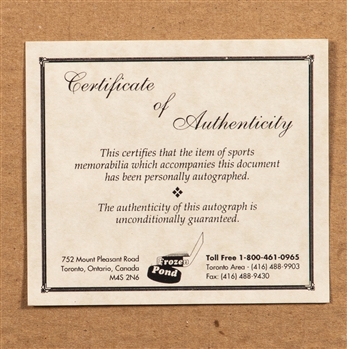 Certificate
of
Authenticity
This certifies that the item of sports
memorabilia which accompanies this document
has been personally autographed.
The authenticity of this autograph is
unconditionally guaranteed.
752 Mount Pleasant Road
Toronto, Ontario, Canada
M4S 2N6
Frozen
Pond
Toll Free 1-800-461-0965
Toronto Area - (416) 488-9903
Fax: (416) 488-9430